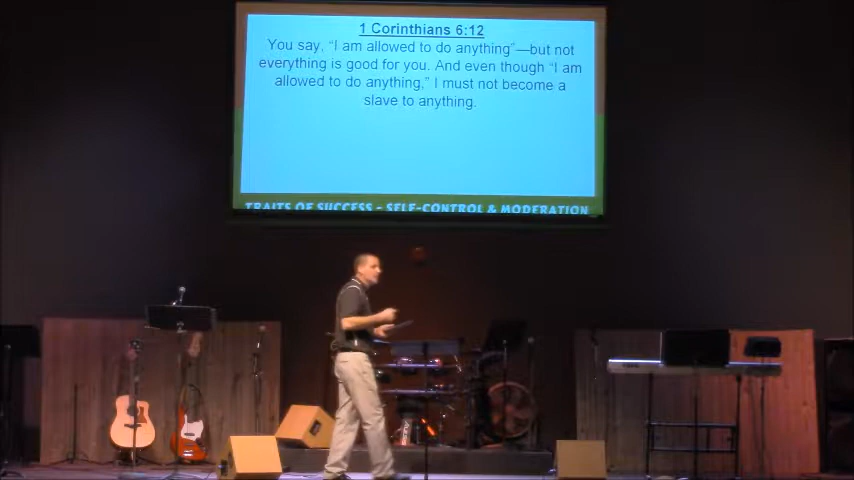 1 Corinthians 6:12
You say, “I am allowed to do anything”—but not
everything is good for you. And even though “I am
allowed to do anything,” I must not become a
slave to anything.
TRAITS OF SUCCESS - SELF-CONTROL & MODERATION